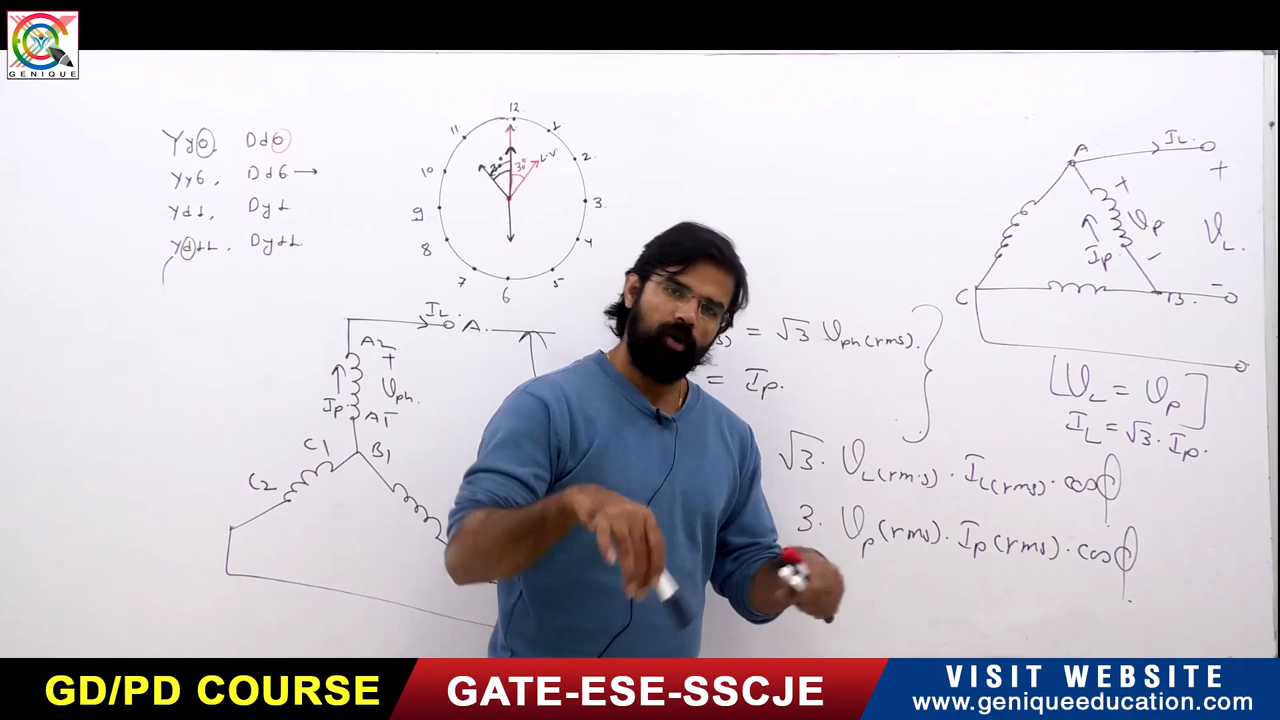 GENIQUE
Yy0, Dd0
Yy6, Dd6 →
Yd1, Dy1
Yd11, Dy11
12
1
2
3
4
5
6
7
8
9
10
11
30°
30°
L.V
A
IL
+
+
Vp
VL.
Ip
-
-
C
B
IL
A.
A2
+
Vph.
Ip
A1
-
C1
B1
C2
= √3 Vph(rms).
= Ip.
[VL = Vp]
IL = √3. Ip.
√3. VL(rms). IL(rms). cosϕ
3. Vp(rms). Ip(rms). cosϕ
GD/PD COURSE
GATE-ESE-SSCJE
VISIT WEBSITE
www.geniqueeducation.com